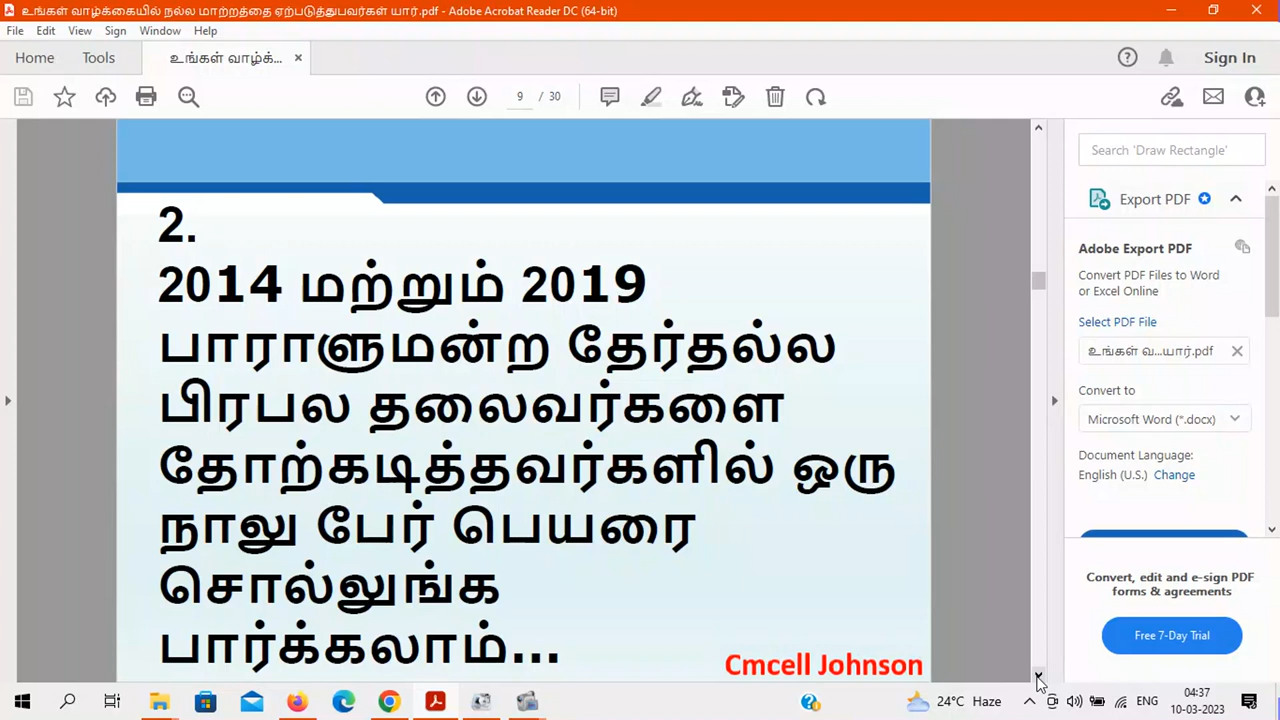 உங்கள் வாழ்க்கையில் நல்ல மாற்றத்தை ஏற்படுத்துபவர்கள் யார்.pdf - Adobe Acrobat Reader DC (64-bit)
File Edit View Sign Window Help
Home Tools உங்கள் வாழ்க்... × Sign In
9 / 30
Search 'Draw Rectangle'
Export PDF
Adobe Export PDF
Convert PDF Files to Word
or Excel Online
Select PDF File
உங்கள் வ...யார்.pdf
Convert to
Microsoft Word (*.docx)
Document Language:
English (U.S.) Change
Convert, edit and e-sign PDF
forms & agreements
Free 7-Day Trial
2.
2014 மற்றும் 2019
பாராளுமன்ற தேர்தல்ல
பிரபல தலைவர்களை
தோற்கடித்தவர்களில் ஒரு
நாலு பேர் பெயரை
சொல்லுங்க
பார்க்கலாம்...
Cmcell Johnson
24°C Haze ENG 04:37
10-03-2023